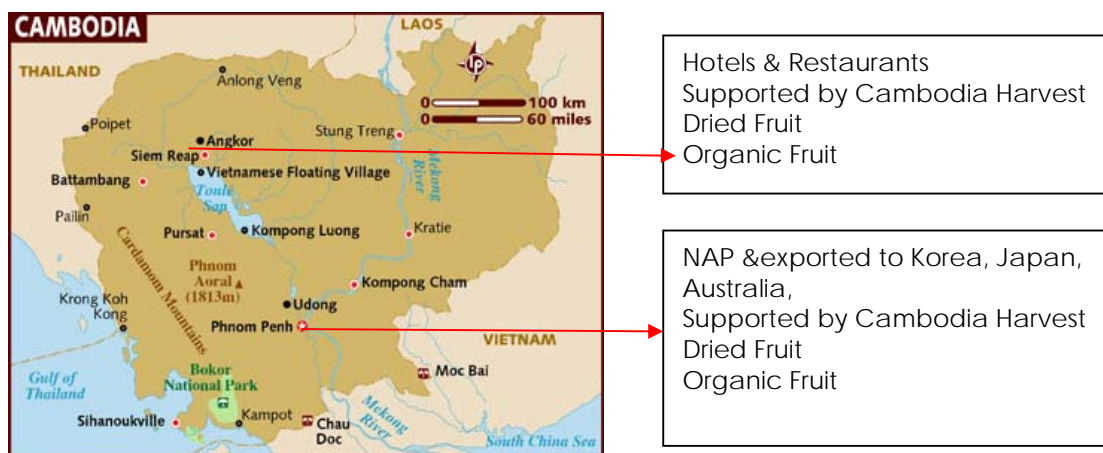 CAMBODIA
LAOS
THAILAND
Anlong Veng
lp
0 100 km
0 60 miles
Poipet
Stung Treng
Angkor
Siem Reap
Mekong
River
Vietnamese Floating Village
Battambang
Tonlé
Sap
Pailin
Kompong Luong
Kratie
Pursat
Cardamom Mountains
Phnom
Aoral
(1813m)
Kompong Cham
Krong Koh
Kong
Udong
Phnom Penh
VIETNAM
Bokor
National Park
Moc Bai
Gulf of
Thailand
Sihanoukville
Kampot
Chau
Doc
Mekong
River
South China Sea
Hotels & Restaurants
Supported by Cambodia Harvest
Dried Fruit
Organic Fruit
NAP &exported to Korea, Japan,
Australia,
Supported by Cambodia Harvest
Dried Fruit
Organic Fruit